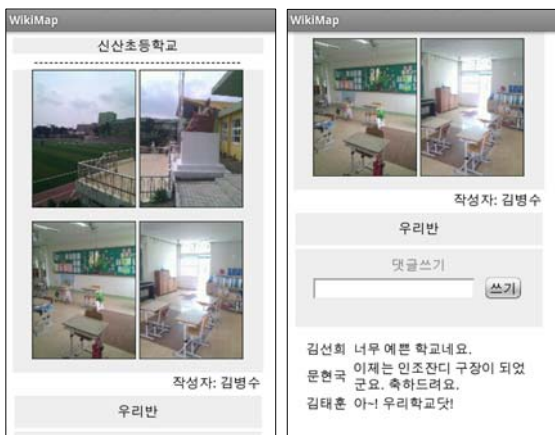 WikiMap
신산초등학교
작성자: 김병수
우리반
WikiMap
작성자: 김병수
우리반
댓글쓰기
쓰기
김선희 너무 예쁜 학교네요.
문현국 이제는 인조잔디 구장이 되었
군요. 축하드려요.
김태훈 아~! 우리학교닷!